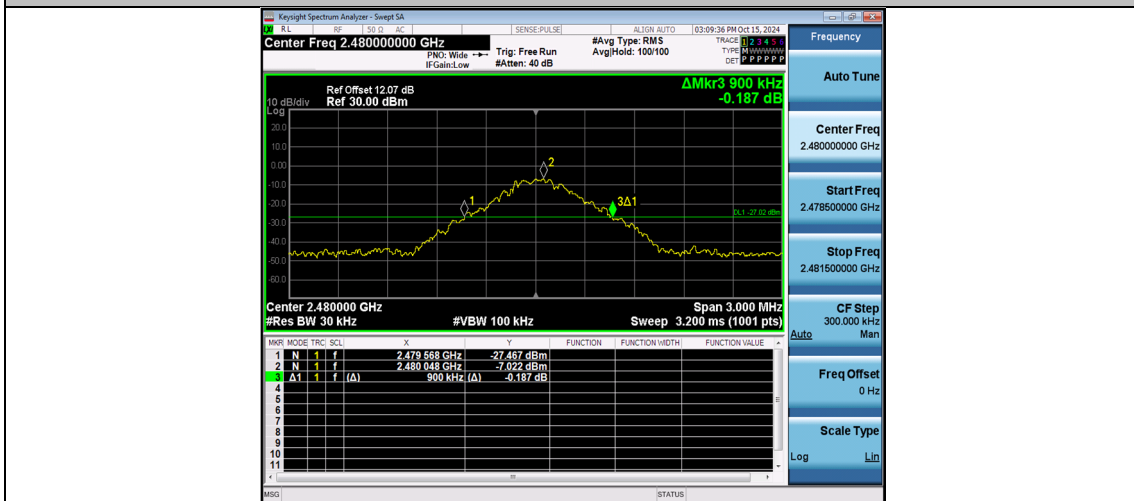 Keysight Spectrum Analyzer - Swept SA
RL RF 50 Ω AC SENSE:PULSE ALIGN AUTO 03:09:36 PM Oct 15, 2024
Center Freq 2.480000000 GHz
#Avg Type: RMS
TRACE 1 2 3 4 5 6
PNO: Wide
Trig: Free Run
Avg|Hold: 100/100
TYPE M WWWWW
IFGain:Low
#Atten: 40 dB
DET P P P P P P
ΔMkr3 900 kHz
-0.187 dB
Ref Offset 12.07 dB
10 dB/div Ref 30.00 dBm
Log
20.0
10.0
0.00
-10.0
-20.0
-30.0
-40.0
-50.0
-60.0
1
2
3Δ1
DL1 -27.02 dBm
Center 2.480000 GHz Span 3.000 MHz
#Res BW 30 kHz #VBW 100 kHz Sweep 3.200 ms (1001 pts)
MKR MODE TRC SCL X Y FUNCTION FUNCTION WIDTH FUNCTION VALUE
1 N 1 f 2.479 568 GHz -27.467 dBm
2 N 1 f 2.480 048 GHz -7.022 dBm
3 Δ1 1 f (Δ) 900 kHz (Δ) -0.187 dB
4
5
6
7
8
9
10
11
MSG STATUS
Frequency
Auto Tune
Center Freq
2.480000000 GHz
Start Freq
2.478500000 GHz
Stop Freq
2.481500000 GHz
CF Step
300.000 kHz
Auto Man
Freq Offset
0 Hz
Scale Type
Log Lin